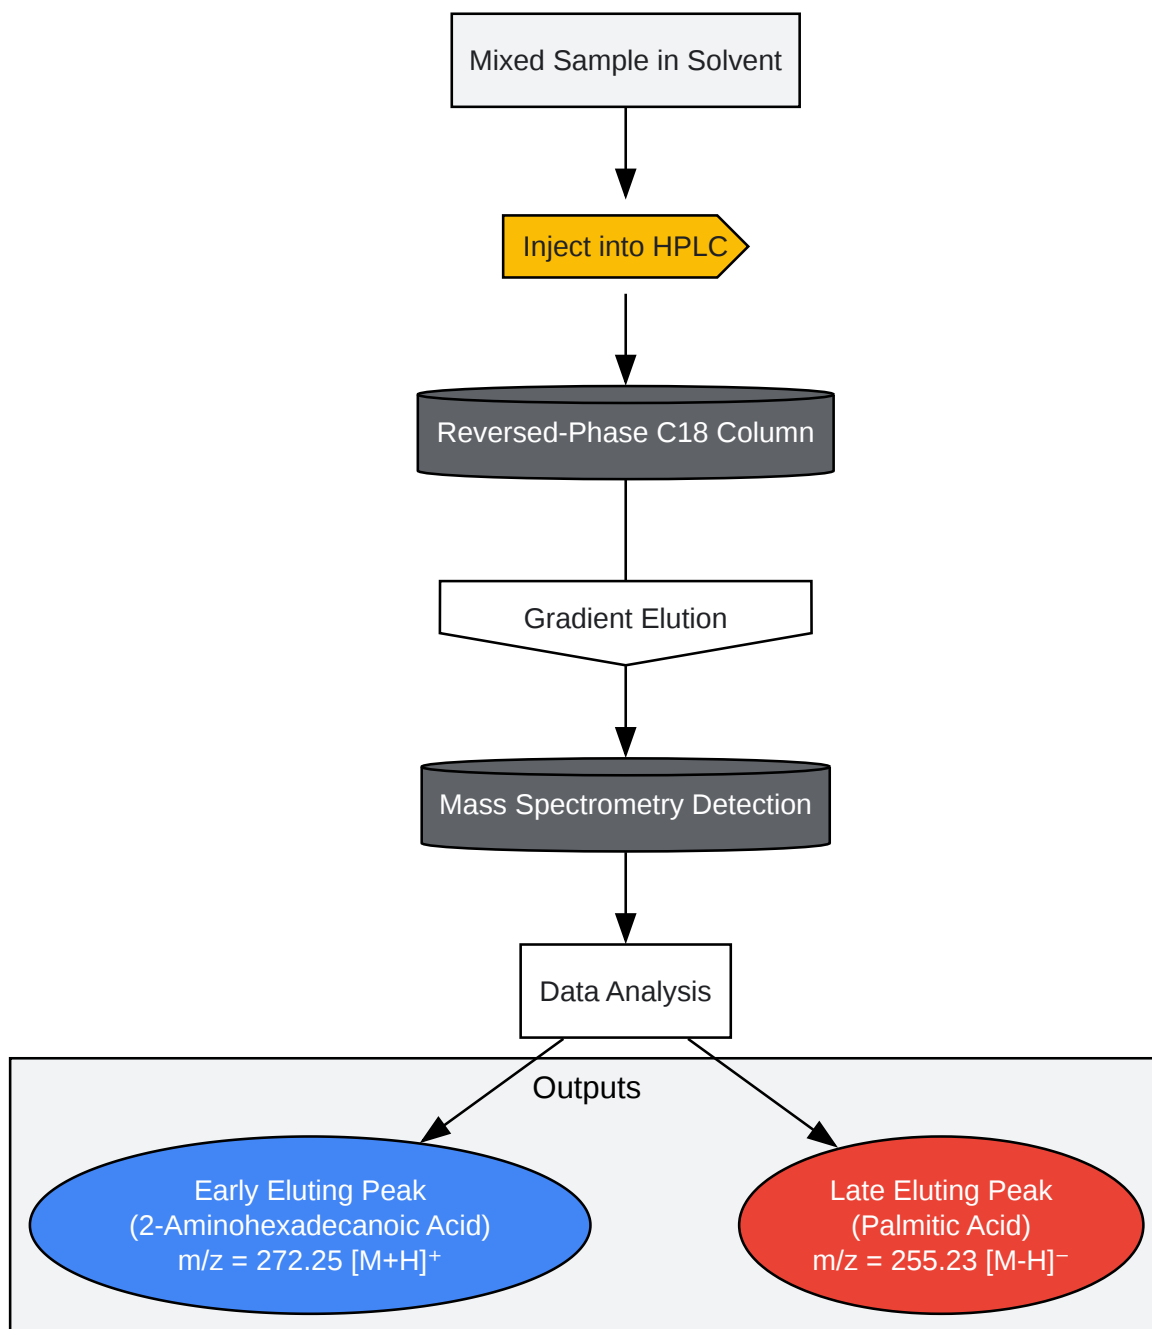 Mixed Sample in Solvent
Inject into HPLC
Reversed-Phase C18 Column
Gradient Elution
Mass Spectrometry Detection
Data Analysis
Outputs
Early Eluting Peak
(2-Aminohexadecanoic Acid)
m/z = 272.25 [M+H]⁺
Late Eluting Peak
(Palmitic Acid)
m/z = 255.23 [M-H]⁻